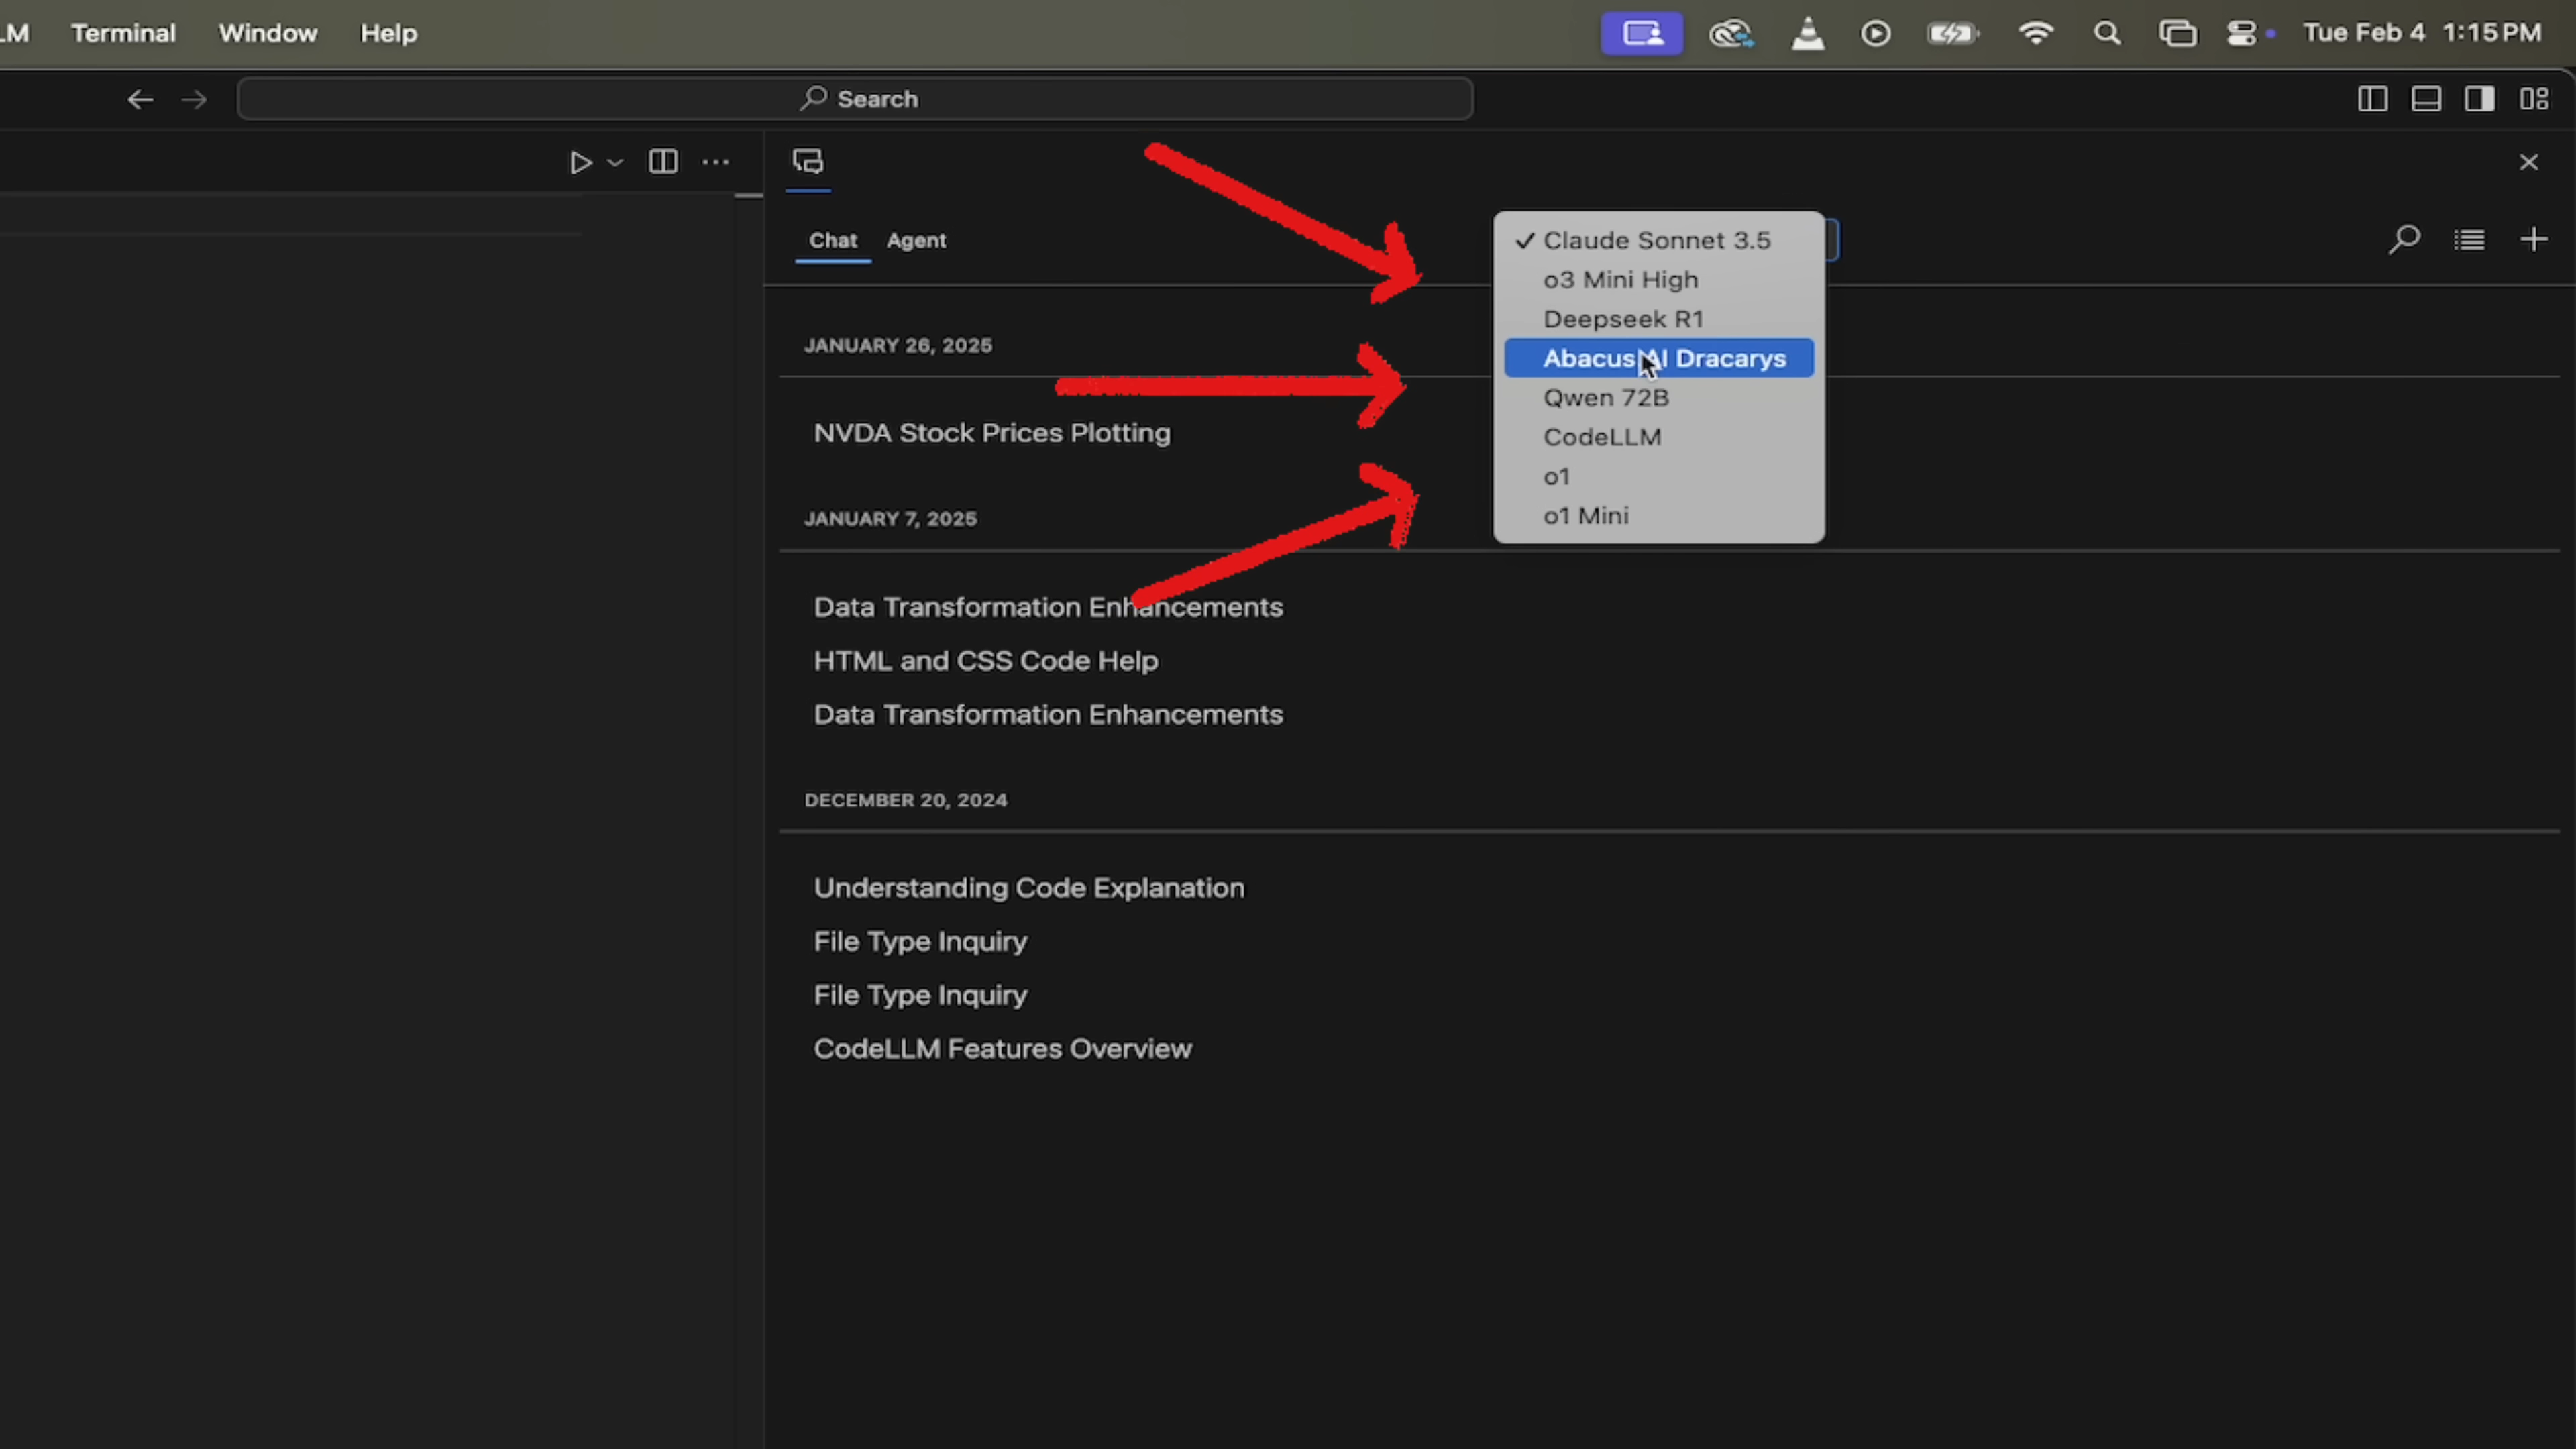 LM Terminal Window Help Tue Feb 4 1:15 PM
Search
Chat Agent
✓ Claude Sonnet 3.5
o3 Mini High
Deepseek R1
Abacus AI Dracarys
Qwen 72B
CodeLLM
o1
o1 Mini
JANUARY 26, 2025
NVDA Stock Prices Plotting
JANUARY 7, 2025
Data Transformation Enhancements
HTML and CSS Code Help
Data Transformation Enhancements
DECEMBER 20, 2024
Understanding Code Explanation
File Type Inquiry
File Type Inquiry
CodeLLM Features Overview